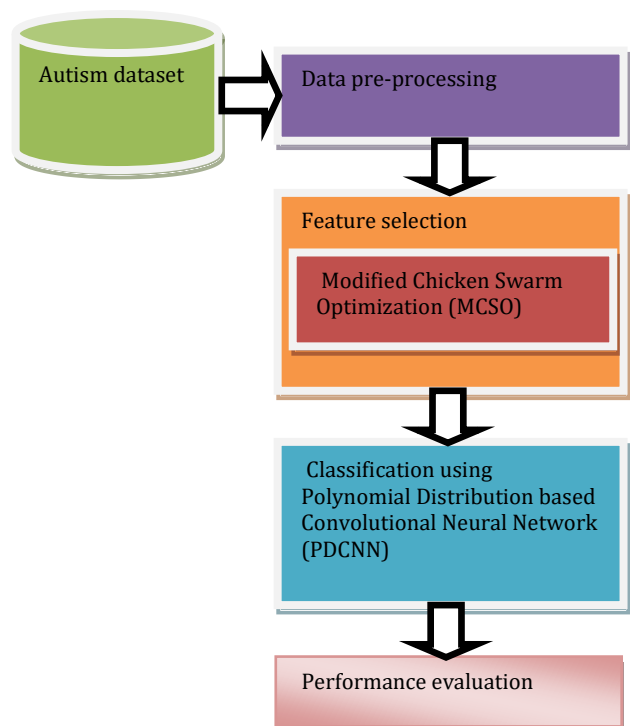 Autism dataset
Data pre-processing
Feature selection
Modified Chicken Swarm
Optimization (MCSO)
Classification using
Polynomial Distribution based
Convolutional Neural Network
(PDCNN)
Performance evaluation